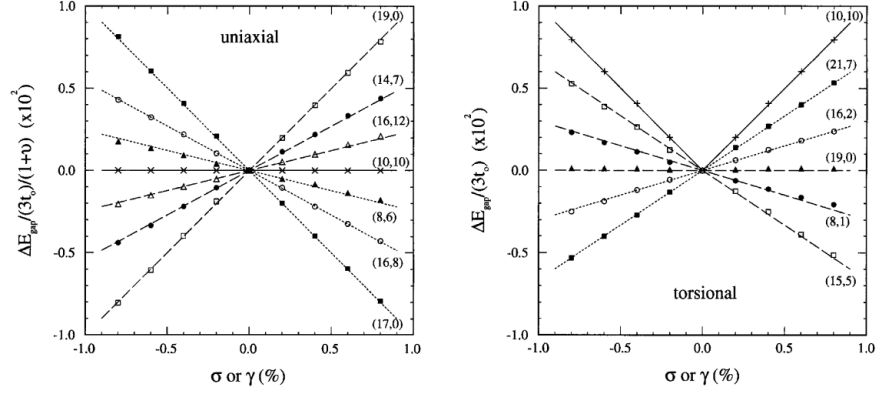 1.0
0.5
0.0
-0.5
-1.0
ΔE_gap/(3t_o)/(1+υ) (x10^2)
uniaxial
(19,0)
(14,7)
(16,12)
(10,10)
(8,6)
(16,8)
(17,0)
-1.0 -0.5 0.0 0.5 1.0
σ or γ (%)
1.0
0.5
0.0
-0.5
-1.0
ΔE_gap/(3t_o) (x10^2)
(10,10)
(21,7)
(16,2)
(19,0)
(8,1)
(15,5)
torsional
-1.0 -0.5 0.0 0.5 1.0
σ or γ (%)